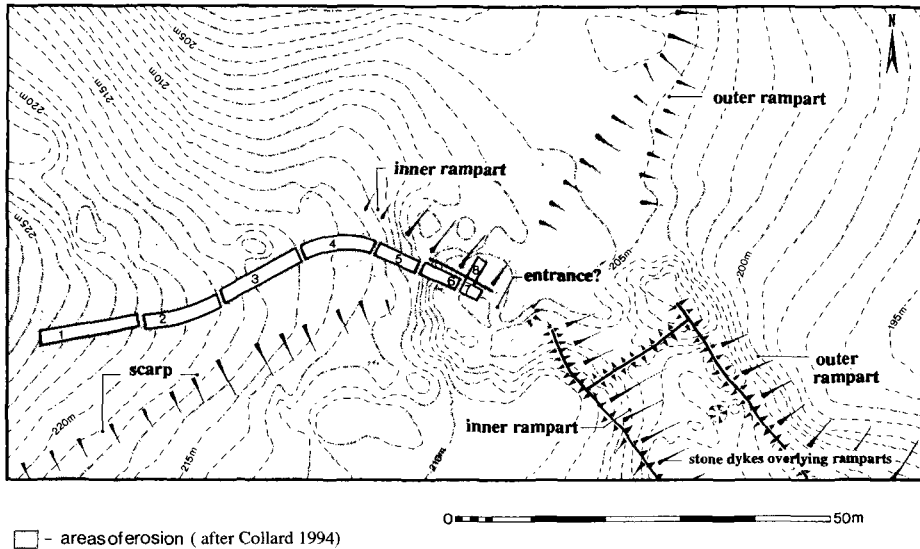 N
205m
220m
215m
210m
outer rampart
inner rampart
225m
4
5
8
6
3
entrance?
205m
200m
2
1
195m
scarp
outer
rampart
220m
inner rampart
215m
stone dykes overlying ramparts
0
50m
- areas of erosion ( after Collard 1994)